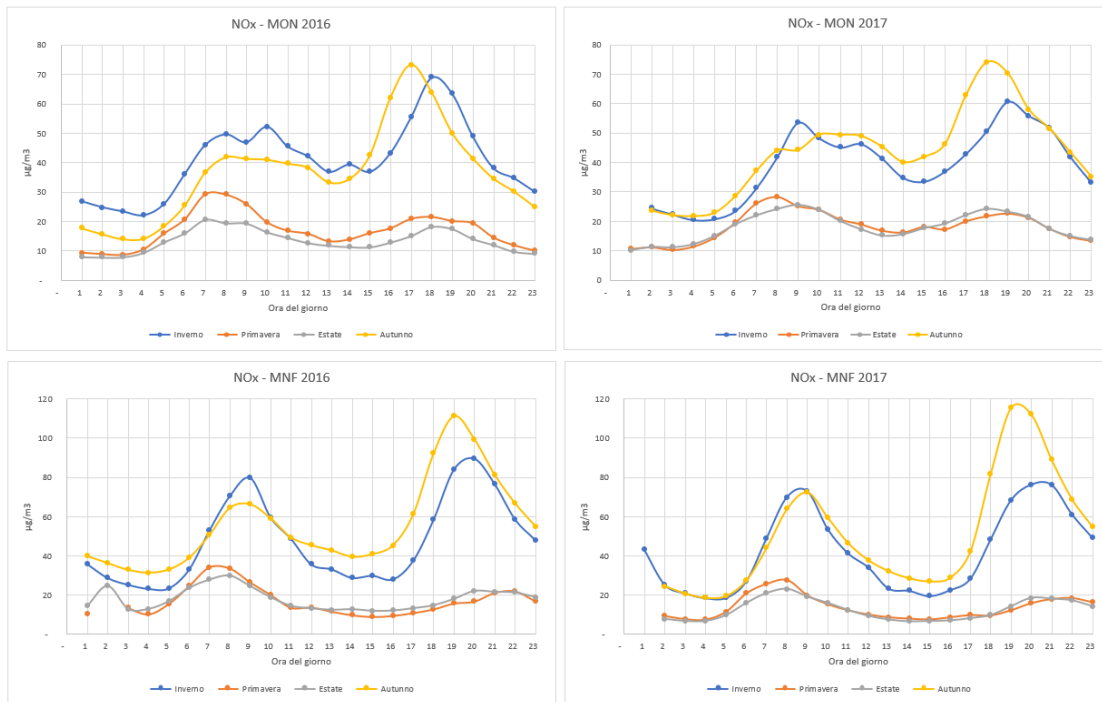 NOx - MON 2016
80
70
60
50
40
30
20
10
-
µg/m3
- 1 2 3 4 5 6 7 8 9 10 11 12 13 14 15 16 17 18 19 20 21 22 23
Ora del giorno
Inverno Primavera Estate Autunno
NOx - MON 2017
80
70
60
50
40
30
20
10
0
µg/m3
- 1 2 3 4 5 6 7 8 9 10 11 12 13 14 15 16 17 18 19 20 21 22 23
Ora del giorno
Inverno Primavera Estate Autunno
NOx - MNF 2016
120
100
80
60
40
20
-
µg/m3
- 1 2 3 4 5 6 7 8 9 10 11 12 13 14 15 16 17 18 19 20 21 22 23
Ora del giorno
Inverno Primavera Estate Autunno
NOx - MNF 2017
120
100
80
60
40
20
-
µg/m3
- 1 2 3 4 5 6 7 8 9 10 11 12 13 14 15 16 17 18 19 20 21 22 23
Ora del giorno
Inverno Primavera Estate Autunno